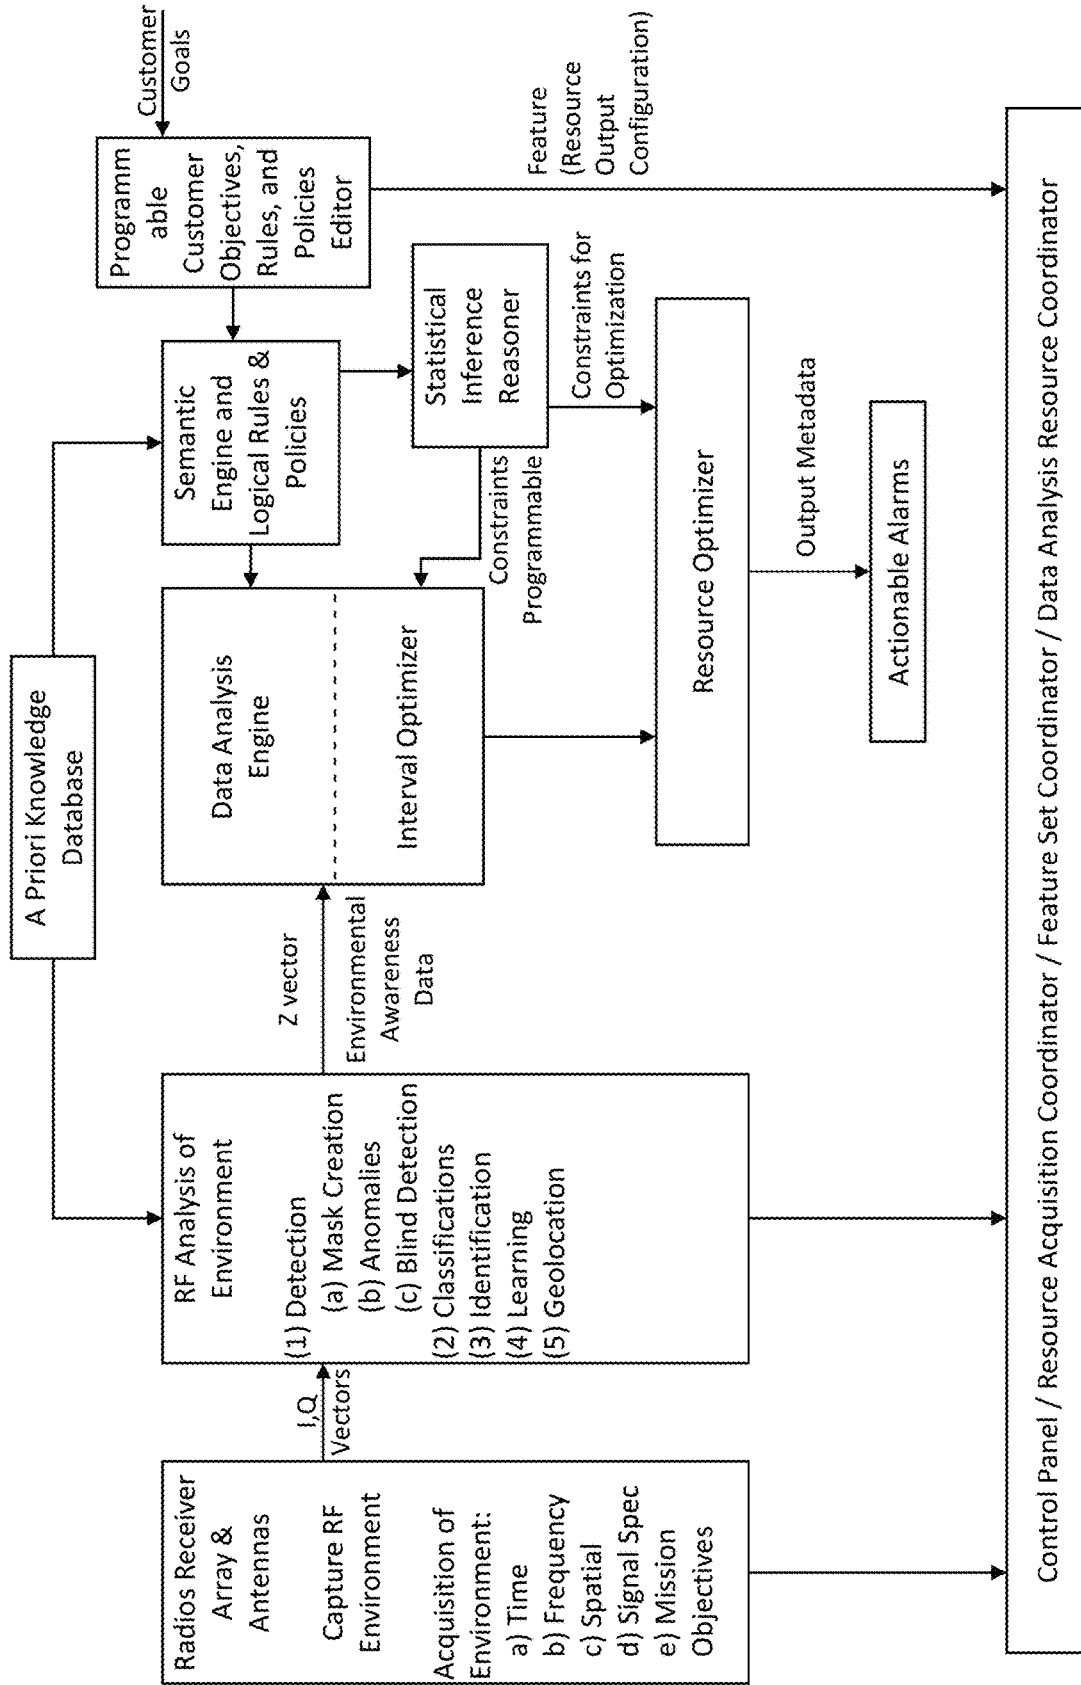 A Priori Knowledge
Database
Radios Receiver
Array &
Antennas
Capture RF
Environment
Acquisition of
Environment:
a) Time
b) Frequency
c) Spatial
d) Signal Spec
e) Mission
Objectives
I,Q
Vectors
RF Analysis of
Environment
(1) Detection
(a) Mask Creation
(b) Anomalies
(c) Blind Detection
(2) Classifications
(3) Identification
(4) Learning
(5) Geolocation
Z vector
Environmental
Awareness
Data
Data Analysis
Engine
Interval Optimizer
Semantic
Engine and
Logical Rules &
Policies
Programm
able
Customer
Objectives,
Rules, and
Policies
Editor
Customer
Goals
Statistical
Inference
Reasoner
Constraints
Programmable
Constraints for
Optimization
Feature
(Resource
Output
Configuration)
Resource Optimizer
Output Metadata
Actionable Alarms
Control Panel / Resource Acquisition Coordinator / Feature Set Coordinator / Data Analysis Resource Coordinator